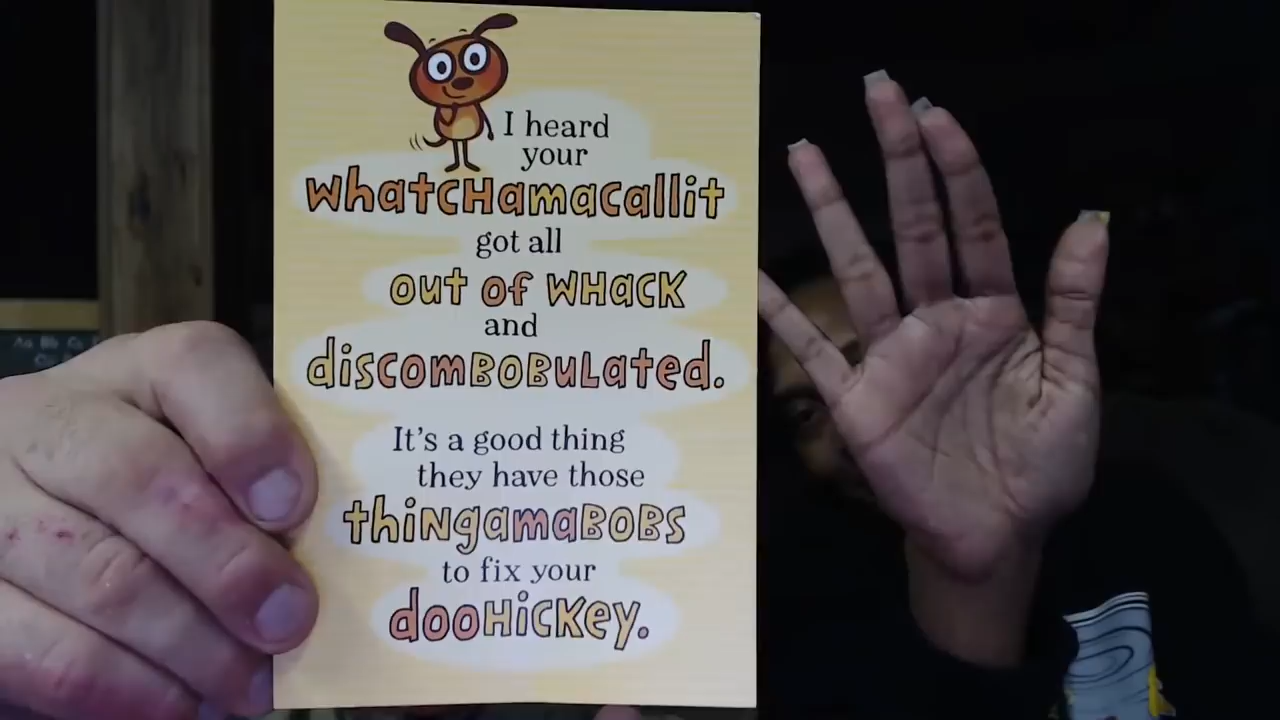 I heard
your
whatchamacallit
got all
out of whack
and
discombobulated.
It's a good thing
they have those
thingamabobs
to fix your
doohickey.